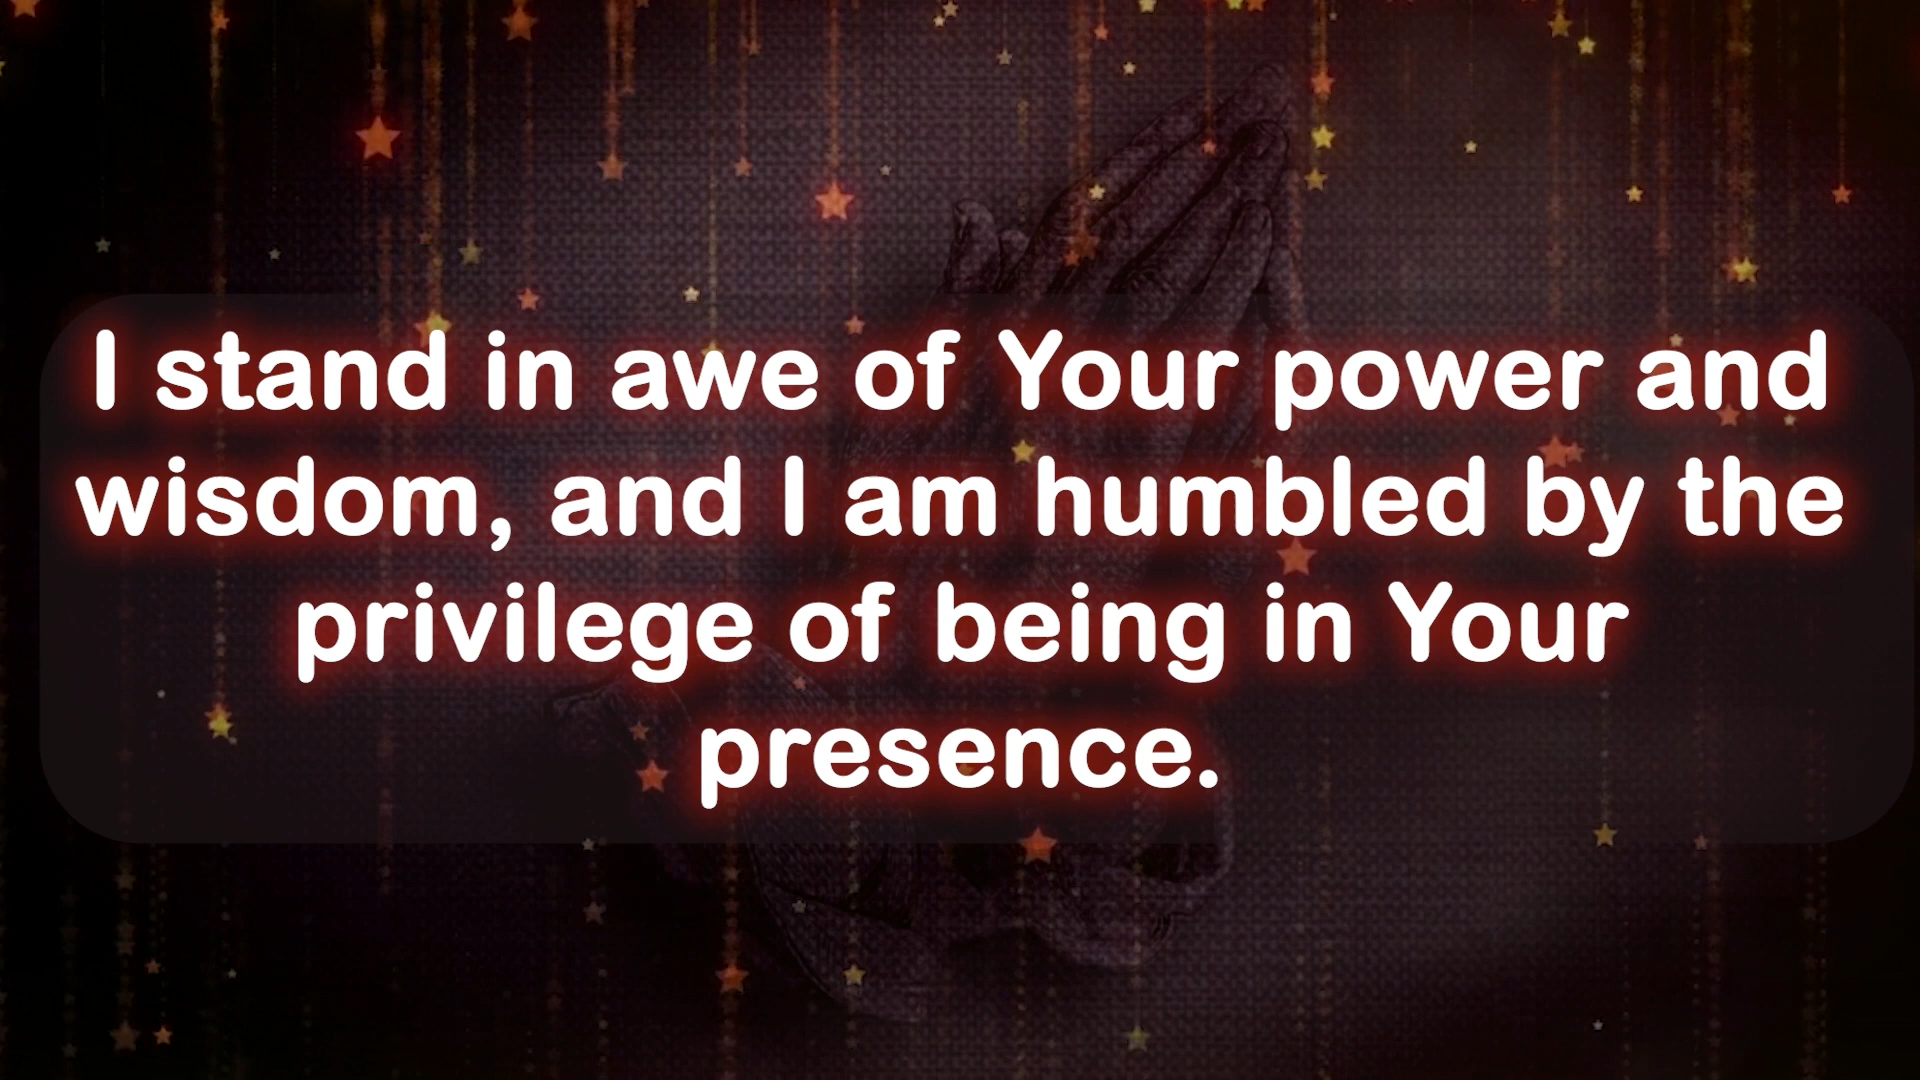 I stand in awe of Your power and
wisdom, and I am humbled by the
privilege of being in Your
presence.